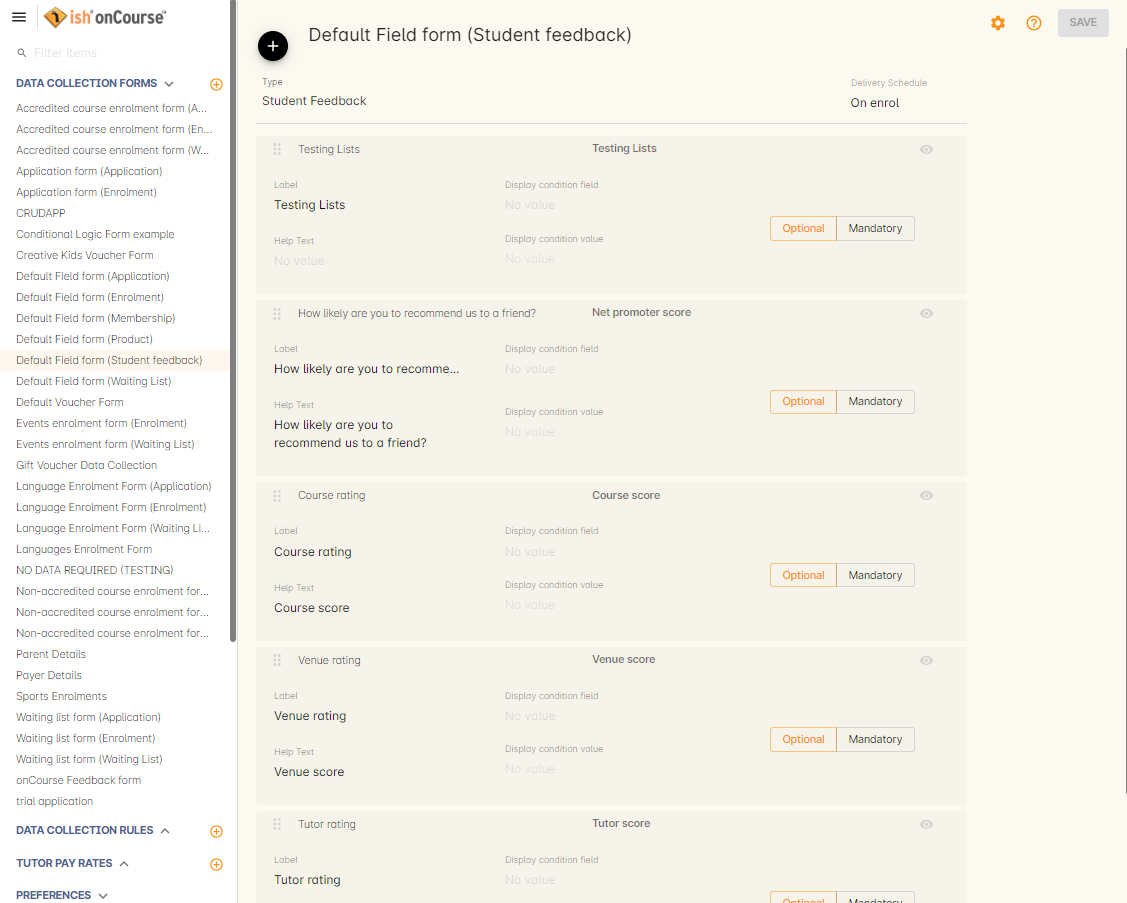 ish onCourse
Filter items
DATA COLLECTION FORMS
Accredited course enrolment form (A...
Accredited course enrolment form (En...
Accredited course enrolment form (W...
Application form (Application)
Application form (Enrolment)
CRUDAPP
Conditional Logic Form example
Creative Kids Voucher Form
Default Field form (Application)
Default Field form (Enrolment)
Default Field form (Membership)
Default Field form (Product)
Default Field form (Student feedback)
Default Field form (Waiting List)
Default Voucher Form
Events enrolment form (Enrolment)
Events enrolment form (Waiting List)
Gift Voucher Data Collection
Language Enrolment Form (Application)
Language Enrolment Form (Enrolment)
Language Enrolment Form (Waiting Li...
Languages Enrolment Form
NO DATA REQUIRED (TESTING)
Non-accredited course enrolment for...
Non-accredited course enrolment for...
Non-accredited course enrolment for...
Parent Details
Payer Details
Sports Enrolments
Waiting list form (Application)
Waiting list form (Enrolment)
Waiting list form (Waiting List)
onCourse Feedback form
trial application
DATA COLLECTION RULES
TUTOR PAY RATES
PREFERENCES
Default Field form (Student feedback)
SAVE
Type
Student Feedback
Delivery Schedule
On enrol
Testing Lists
Testing Lists
Label
Testing Lists
Display condition field
No value
Optional
Mandatory
Help Text
No value
Display condition value
No value
How likely are you to recommend us to a friend?
Net promoter score
Label
How likely are you to recomme...
Display condition field
No value
Optional
Mandatory
Help Text
How likely are you to
recommend us to a friend?
Display condition value
No value
Course rating
Course score
Label
Course rating
Display condition field
No value
Optional
Mandatory
Help Text
Course score
Display condition value
No value
Venue rating
Venue score
Label
Venue rating
Display condition field
No value
Optional
Mandatory
Help Text
Venue score
Display condition value
No value
Tutor rating
Tutor score
Label
Tutor rating
Display condition field
No value
Optional
Mandatory